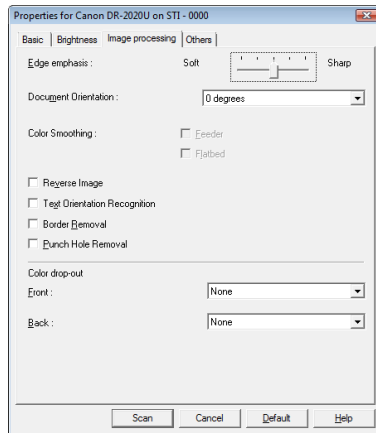 Properties for Canon DR-2020U on STI - 0000
Basic Brightness Image processing Others
Edge emphasis : Soft Sharp
Document Orientation : 0 degrees
Color Smoothing : Feeder
Flatbed
Reverse Image
Text Orientation Recognition
Border Removal
Punch Hole Removal
Color drop-out
Front : None
Back : None
Scan Cancel Default Help